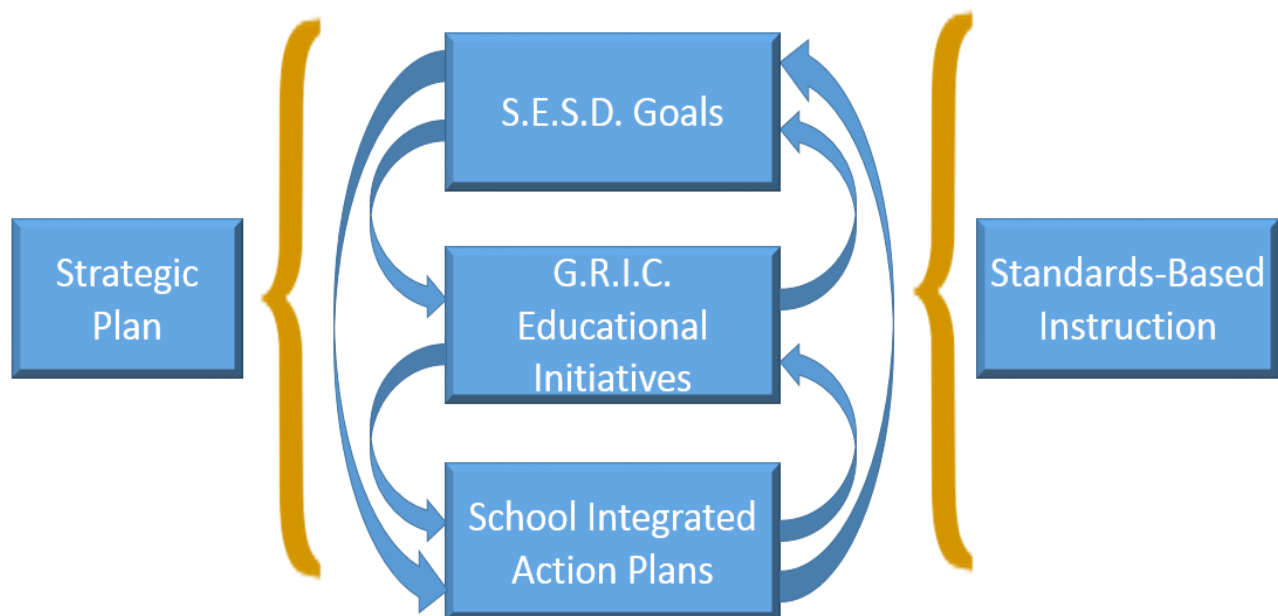 S.E.S.D. Goals
Strategic
Plan
G.R.I.C.
Educational
Initiatives
Standards-Based
Instruction
School Integrated
Action Plans